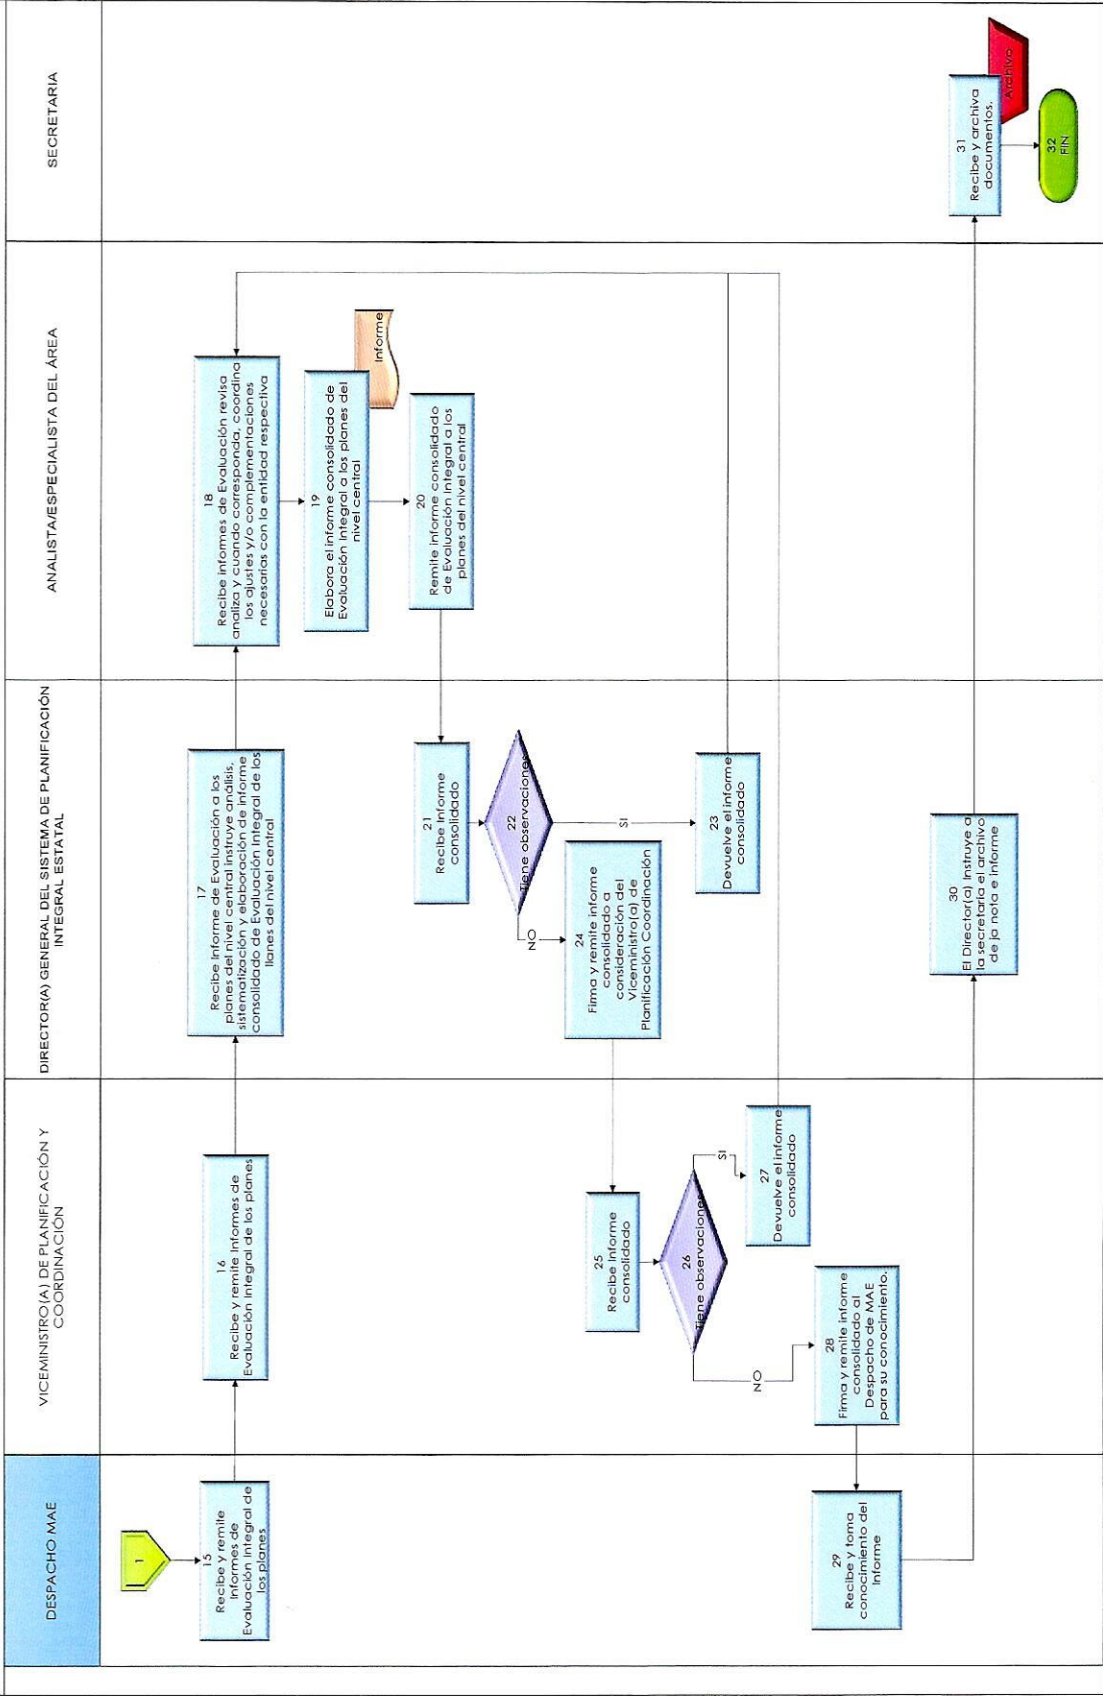 DESPACHO MAE
VICEMINISTRO(A) DE PLANIFICACIÓN Y
COORDINACIÓN
DIRECTOR(A) GENERAL DEL SISTEMA DE PLANIFICACIÓN
INTEGRAL ESTATAL
ANALISTA/ESPECIALISTA DEL ÁREA
SECRETARIA
1
15
Recibe y remite
Informes de
Evaluación Integral de
los planes
16
Recibe y remite Informes de
Evaluación Integral de los planes
17
Recibe Informe de Evaluación a los
planes del nivel central instruye análisis,
sistematización y elaboración de informe
consolidado de Evaluación Integral de los
llanes del nivel central
18
Recibe informes de Evaluación revisa
analiza y cuando corresponda, coordina
los ajustes y/o complementaciones
necesarias con la entidad respectiva
19
Elabora el informe consolidado de
Evaluación Integral a los planes del
nivel central
Informe
20
Remite informe consolidado
de Evaluación Integral a los
planes del nivel central
21
Recibe Informe
consolidado
22
Tiene observaciones
SI
NO
23
Devuelve el informe
consolidado
24
Firma y remite informe
consolidado a
consideración del
Viceministro(a) de
Planificación Coordinación
25
Recibe Informe
consolidado
26
Tiene observaciones
SI
NO
27
Devuelve el informe
consolidado
28
Firma y remite informe
consolidado al
Despacho de MAE
para su conocimiento.
29
Recibe y toma
conocimiento del
Informe
30
El Director(a) Instruye a
la secretaria el archivo
de ja nota e Informe
31
Recibe y archiva
documentos.
Archivo
32
FIN